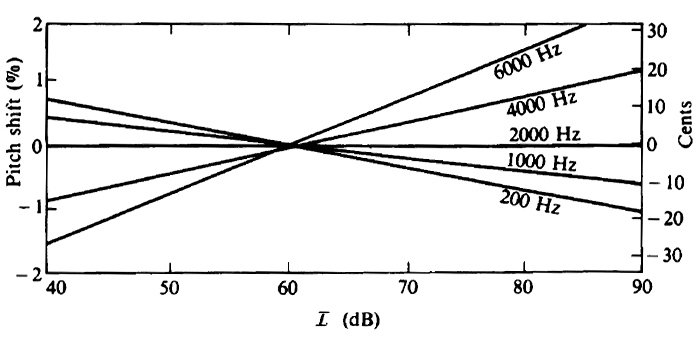 2
1
0
−1
−2
Pitch shift (%)
30
20
10
0
−10
−20
−30
Cents
6000 Hz
4000 Hz
2000 Hz
1000 Hz
200 Hz
40 50 60 70 80 90
I (dB)